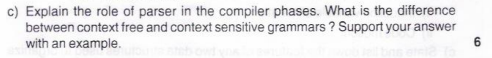 c) Explain the role of parser in the compiler phases. What is the difference
between context free and context sensitive grammars ? Support your answer
with an example. 6